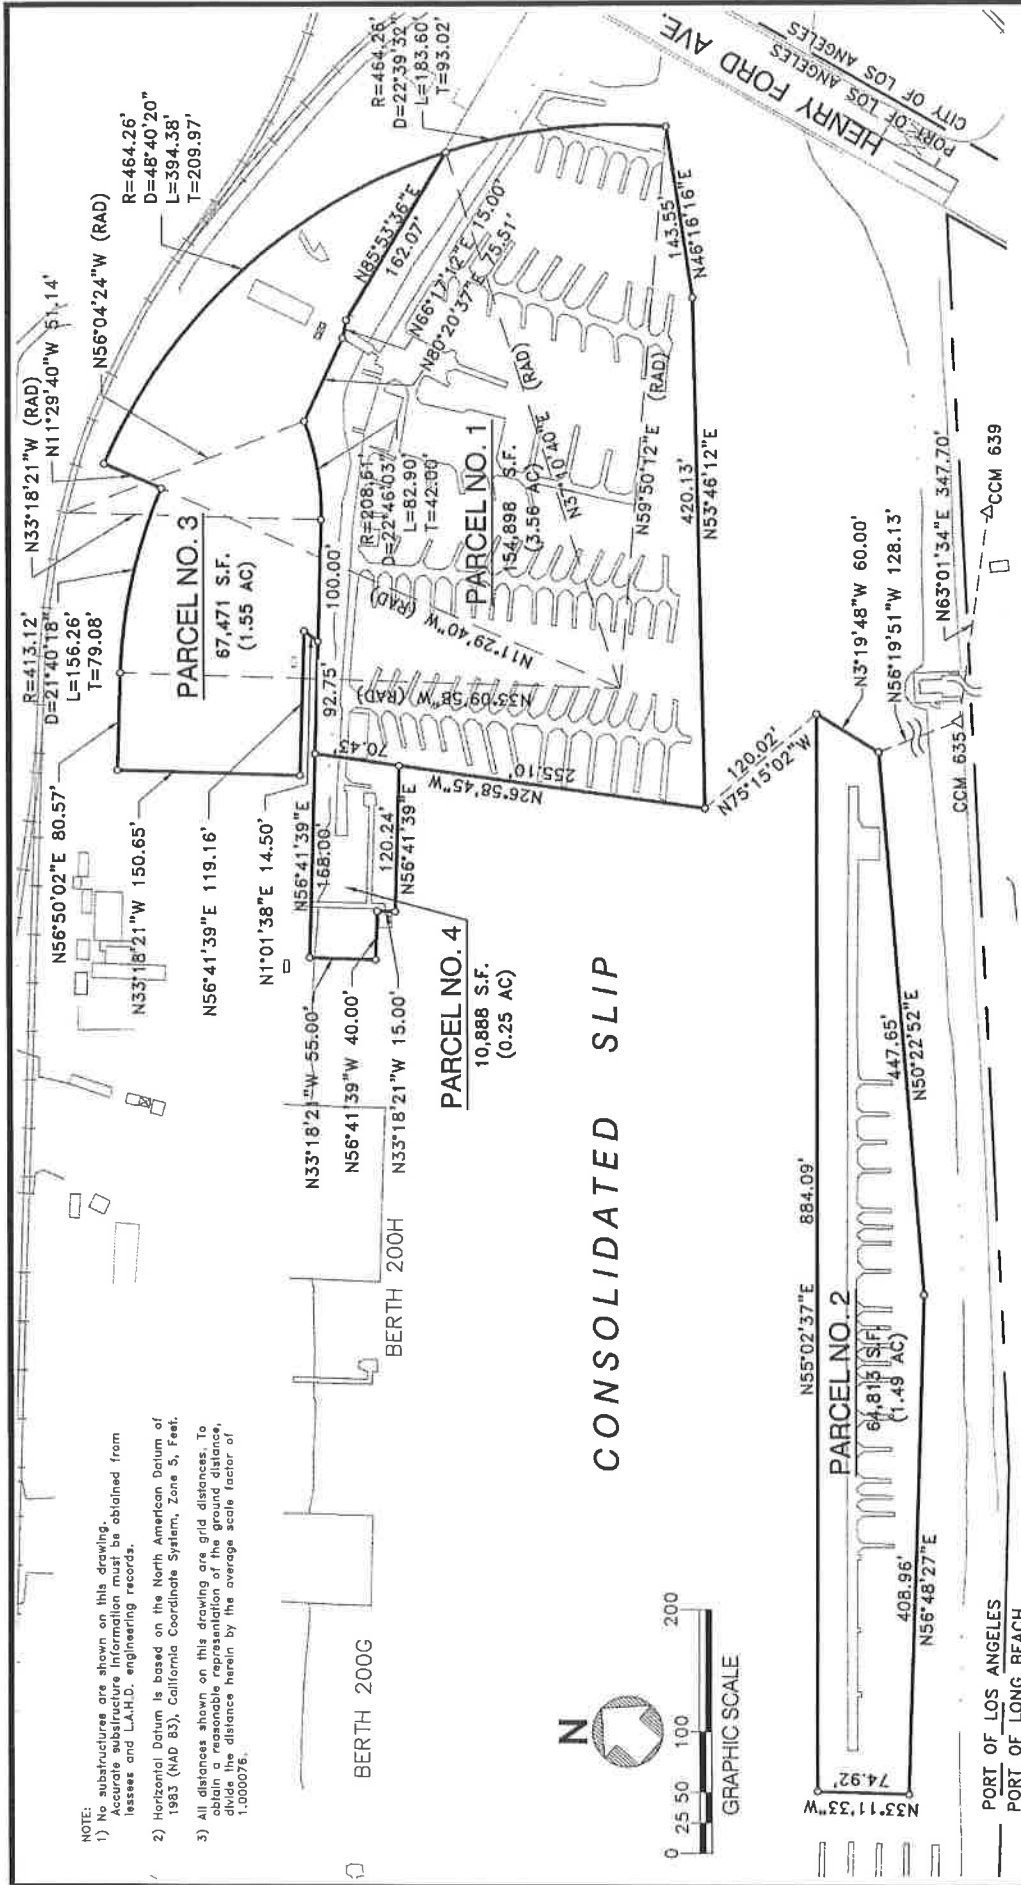 NOTE:
1) No substructures are shown on this drawing.
Accurate substructure information must be obtained from
lessees and L.A.H.D. engineering records.
2) Horizontal Datum is based on the North American Datum of
1983 (NAD 83), California Coordinate System, Zone 5, Feet.
3) All distances shown on this drawing are grid distances. To
obtain a reasonable representation of the ground distance,
divide the distance herein by the average scale factor of
1.000076.
N56°50'02"E 80.57'
N33°18'21"W 150.65'
N56°41'39"E 119.16'
N1°01'38"E 14.50'
R=413.12'
D=21°40'18"
L=156.26'
T=79.08'
N33°18'21"W (RAD)
N11°29'40"W 51.14'
N56°04'24"W (RAD)
R=464.26'
D=48°40'20"
L=394.38'
T=209.97'
R=464.26'
D=22°39'32"
L=183.60'
T=93.02'
PARCEL NO. 3
67,471 S.F.
(1.55 AC)
N85°53'36"E
162.07'
N66°17'12"E 15.00'
N80°20'37"E 75.51'
92.75'
100.00'
R=208.61'
D=22°46'03"
L=82.90'
T=42.00'
PARCEL NO. 1
154,898 S.F.
(3.56 AC)
(RAD)
N59°50'12"E (RAD)
N11°29'40"W (RAD)
N33°09'58"W (RAD)
143.55'
N46°16'16"E
420.13'
N53°46'12"E
70.43'
255.10'
N26°58'45"W
N56°41'39"E
168.00'
120.24'
N56°41'39"E
N33°18'21"W 55.00'
N56°41'39"W 40.00'
N33°18'21"W 15.00'
PARCEL NO. 4
10,888 S.F.
(0.25 AC)
BERTH 200H
BERTH 200G
CONSOLIDATED SLIP
120.02'
N75°15'02"W
N3°19'48"W 60.00'
N56°19'51"W 128.13'
N63°01'34"E 347.70'
CCM 635
CCM 639
HENRY FORD AVE.
PORT OF LOS ANGELES
CITY OF LOS ANGELES
N55°02'37"E 884.09'
PARCEL NO. 2
64,813 S.F.
(1.49 AC)
447.65'
N50°22'52"E
408.96'
N56°48'27"E
74.92'
N33°11'33"W
N
0 25 50 100 200
GRAPHIC SCALE
PORT OF LOS ANGELES
PORT OF LONG BEACH